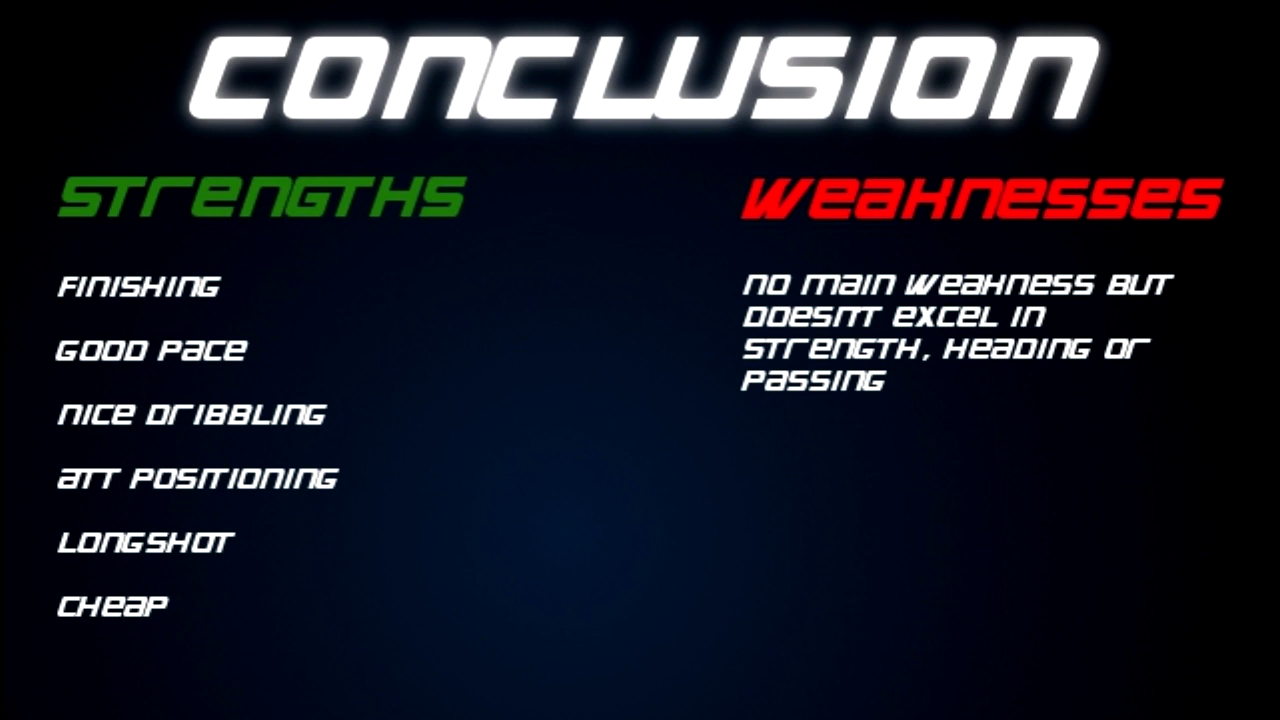 CONCLUSION
STRENGTHS
WEAKNESSES
FINISHING
GOOD PACE
NICE DRIBBLING
ATT POSITIONING
LONGSHOT
CHEAP
NO MAIN WEAKNESS BUT
DOESNT EXCEL IN
STRENGTH, HEADING OR
PASSING